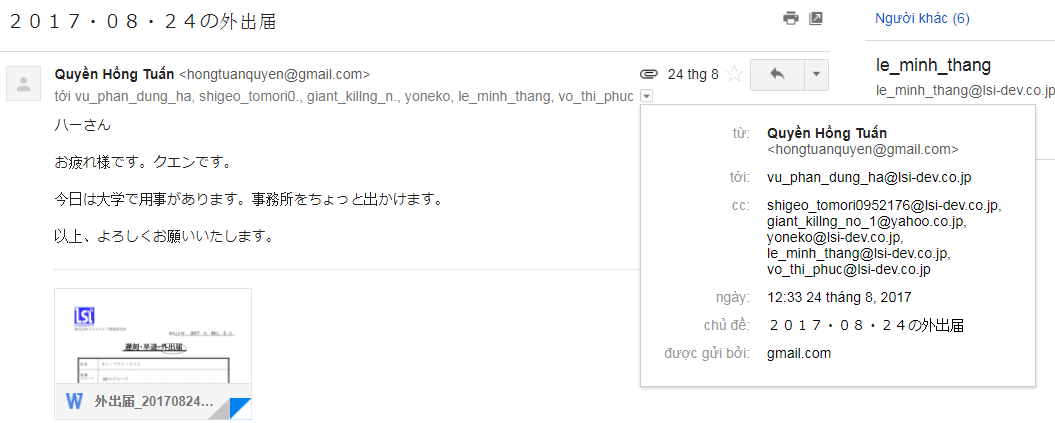 ２０１７・０８・２４の外出届
Người khác (6)
Quyền Hồng Tuấn <hongtuanquyen@gmail.com>
24 thg 8
tới vu_phan_dung_ha, shigeo_tomori0., giant_killng_n., yoneko, le_minh_thang, vo_thi_phuc
le_minh_thang
le_minh_thang@lsi-dev.co.jp
ハーさん
お疲れ様です。クエンです。
今日は大学で用事があります。事務所をちょっと出かけます。
以上、よろしくお願いいたします。
từ: Quyền Hồng Tuấn
<hongtuanquyen@gmail.com>
tới: vu_phan_dung_ha@lsi-dev.co.jp
cc: shigeo_tomori0952176@lsi-dev.co.jp,
giant_killng_no_1@yahoo.co.jp,
yoneko@lsi-dev.co.jp,
le_minh_thang@lsi-dev.co.jp,
vo_thi_phuc@lsi-dev.co.jp
ngày: 12:33 24 tháng 8, 2017
chủ đề: ２０１７・０８・２４の外出届
được gửi bởi: gmail.com
LSI
遅刻・早退・外出届
W 外出届_20170824...